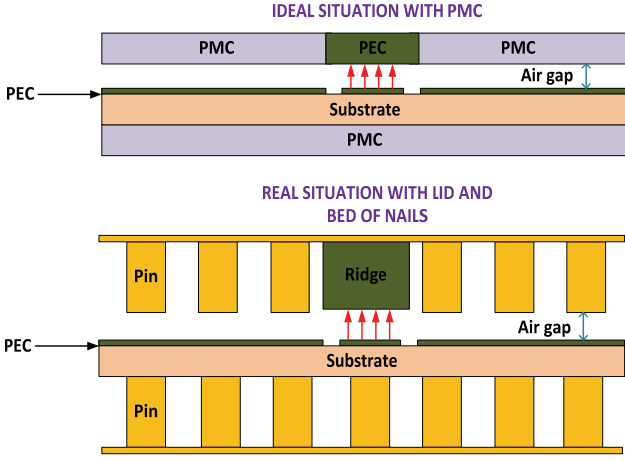 IDEAL SITUATION WITH PMC
PMC PEC PMC
Air gap
PEC
Substrate
PMC
REAL SITUATION WITH LID AND
BED OF NAILS
Pin Ridge
Air gap
PEC
Substrate
Pin